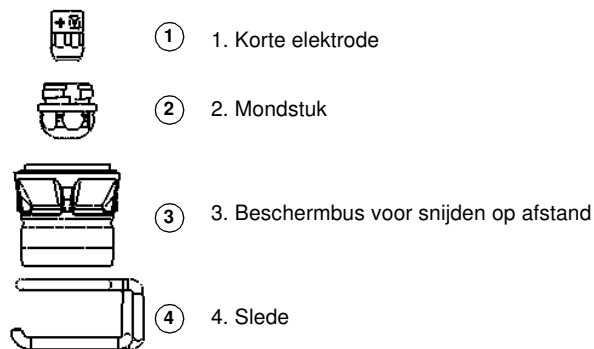 1 1. Korte elektrode
2 2. Mondstuk
3 3. Beschermbus voor snijden op afstand
4 4. Slede